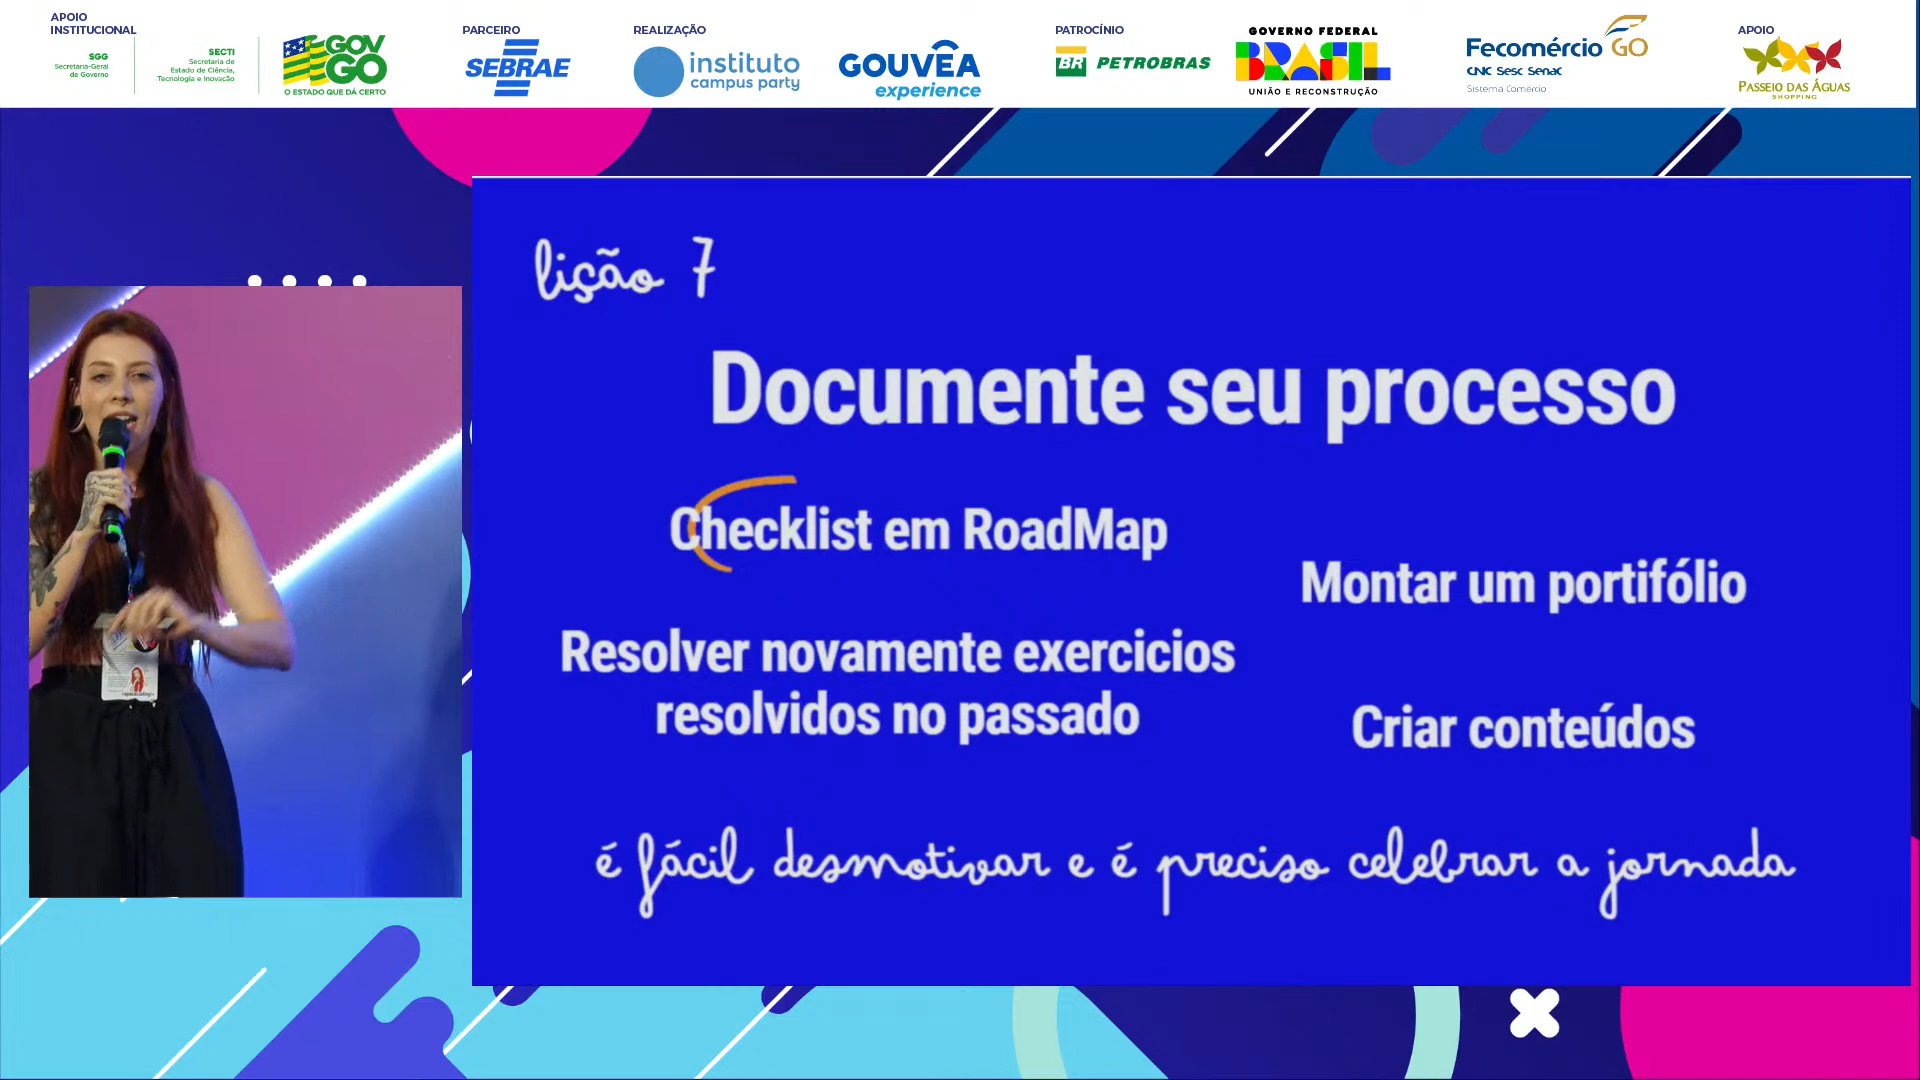 APOIO
INSTITUCIONAL
SGG
Secretaria-Geral
de Governo
SECTI
Secretaria de
Estado de Ciência,
Tecnologia e Inovação
GOV
GO
O ESTADO QUE DÁ CERTO
PARCEIRO
SEBRAE
REALIZAÇÃO
instituto
campus party
GOUVÊA
experience
PATROCÍNIO
BR PETROBRAS
GOVERNO FEDERAL
BRASIL
UNIÃO E RECONSTRUÇÃO
Fecomércio GO
CNC Sesc Senac
Sistema Comércio
APOIO
PASSEIO DAS ÁGUAS
SHOPPING
lição 7
Documente seu processo
Checklist em RoadMap
Montar um portifólio
Resolver novamente exercicios
resolvidos no passado
Criar conteúdos
é fácil desmotivar e é preciso celebrar a jornada